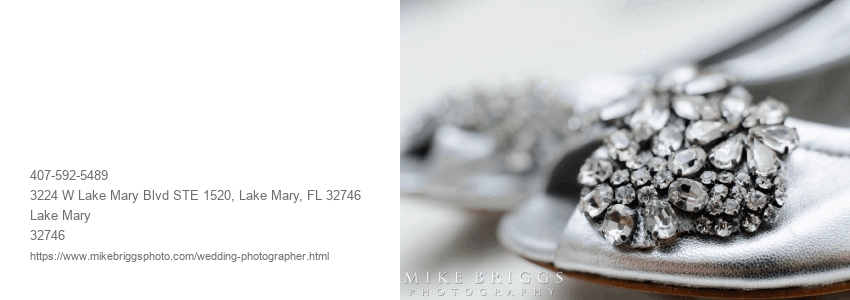 407-592-5489
3224 W Lake Mary Blvd STE 1520, Lake Mary, FL 32746
Lake Mary
32746
https://www.mikebriggsphoto.com/wedding-photographer.html
MIKE BRIGGS
PHOTOGRAPHY